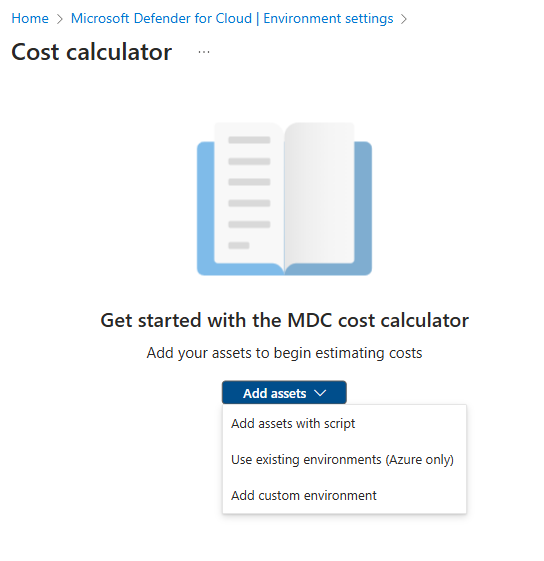 Home > Microsoft Defender for Cloud | Environment settings >
Cost calculator ...
Get started with the MDC cost calculator
Add your assets to begin estimating costs
Add assets
Add assets with script
Use existing environments (Azure only)
Add custom environment